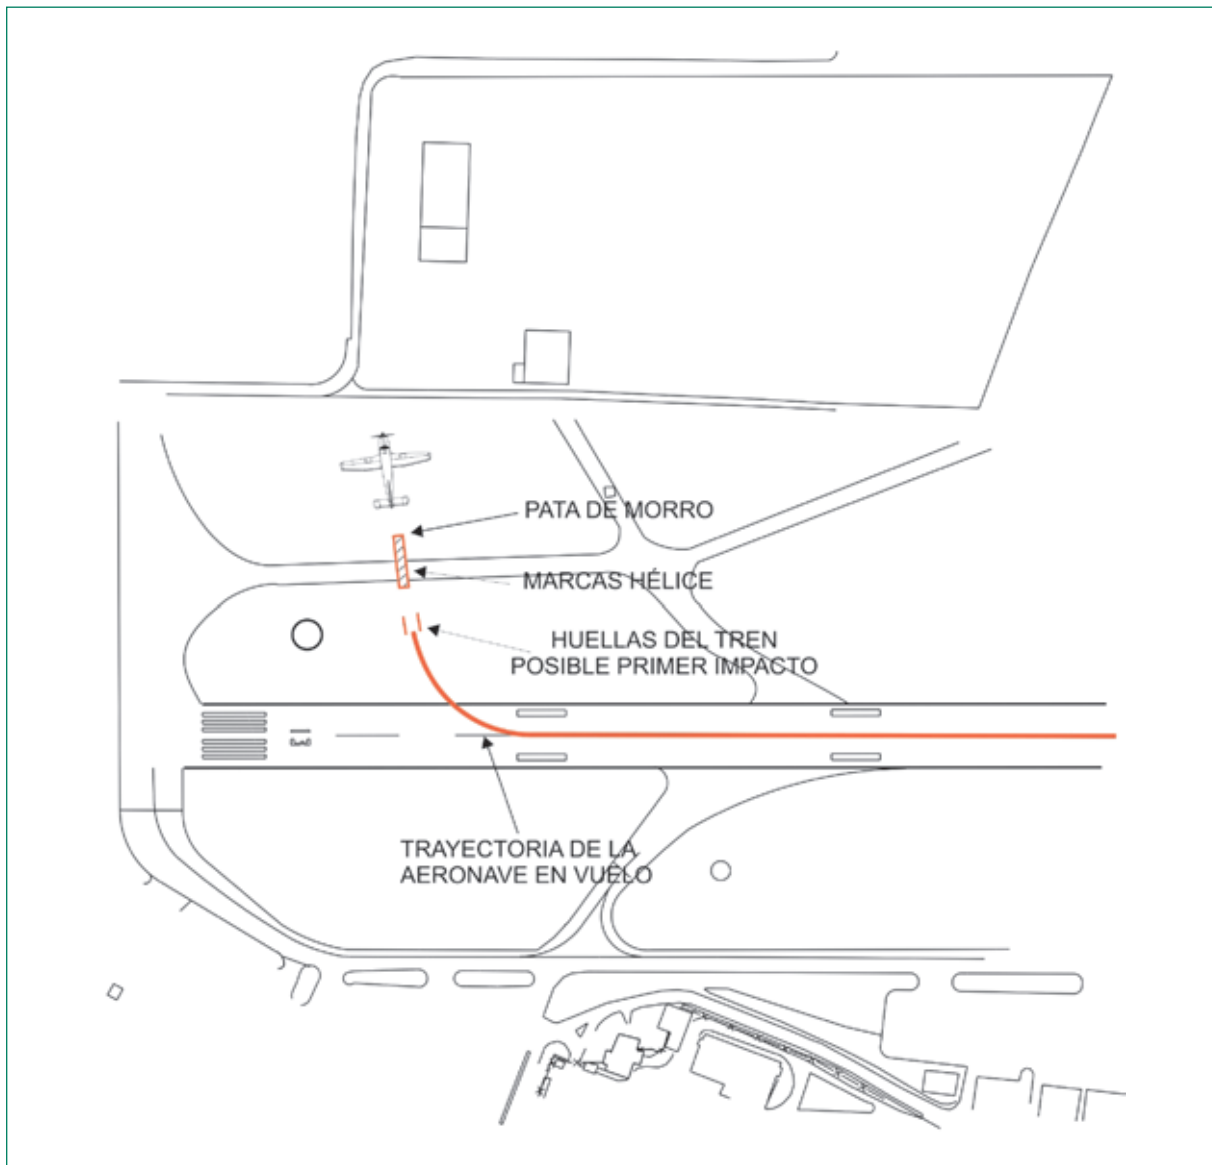 PATA DE MORRO
MARCAS HÉLICE
HUELLAS DEL TREN
POSIBLE PRIMER IMPACTO
TRAYECTORIA DE LA
AERONAVE EN VUELO